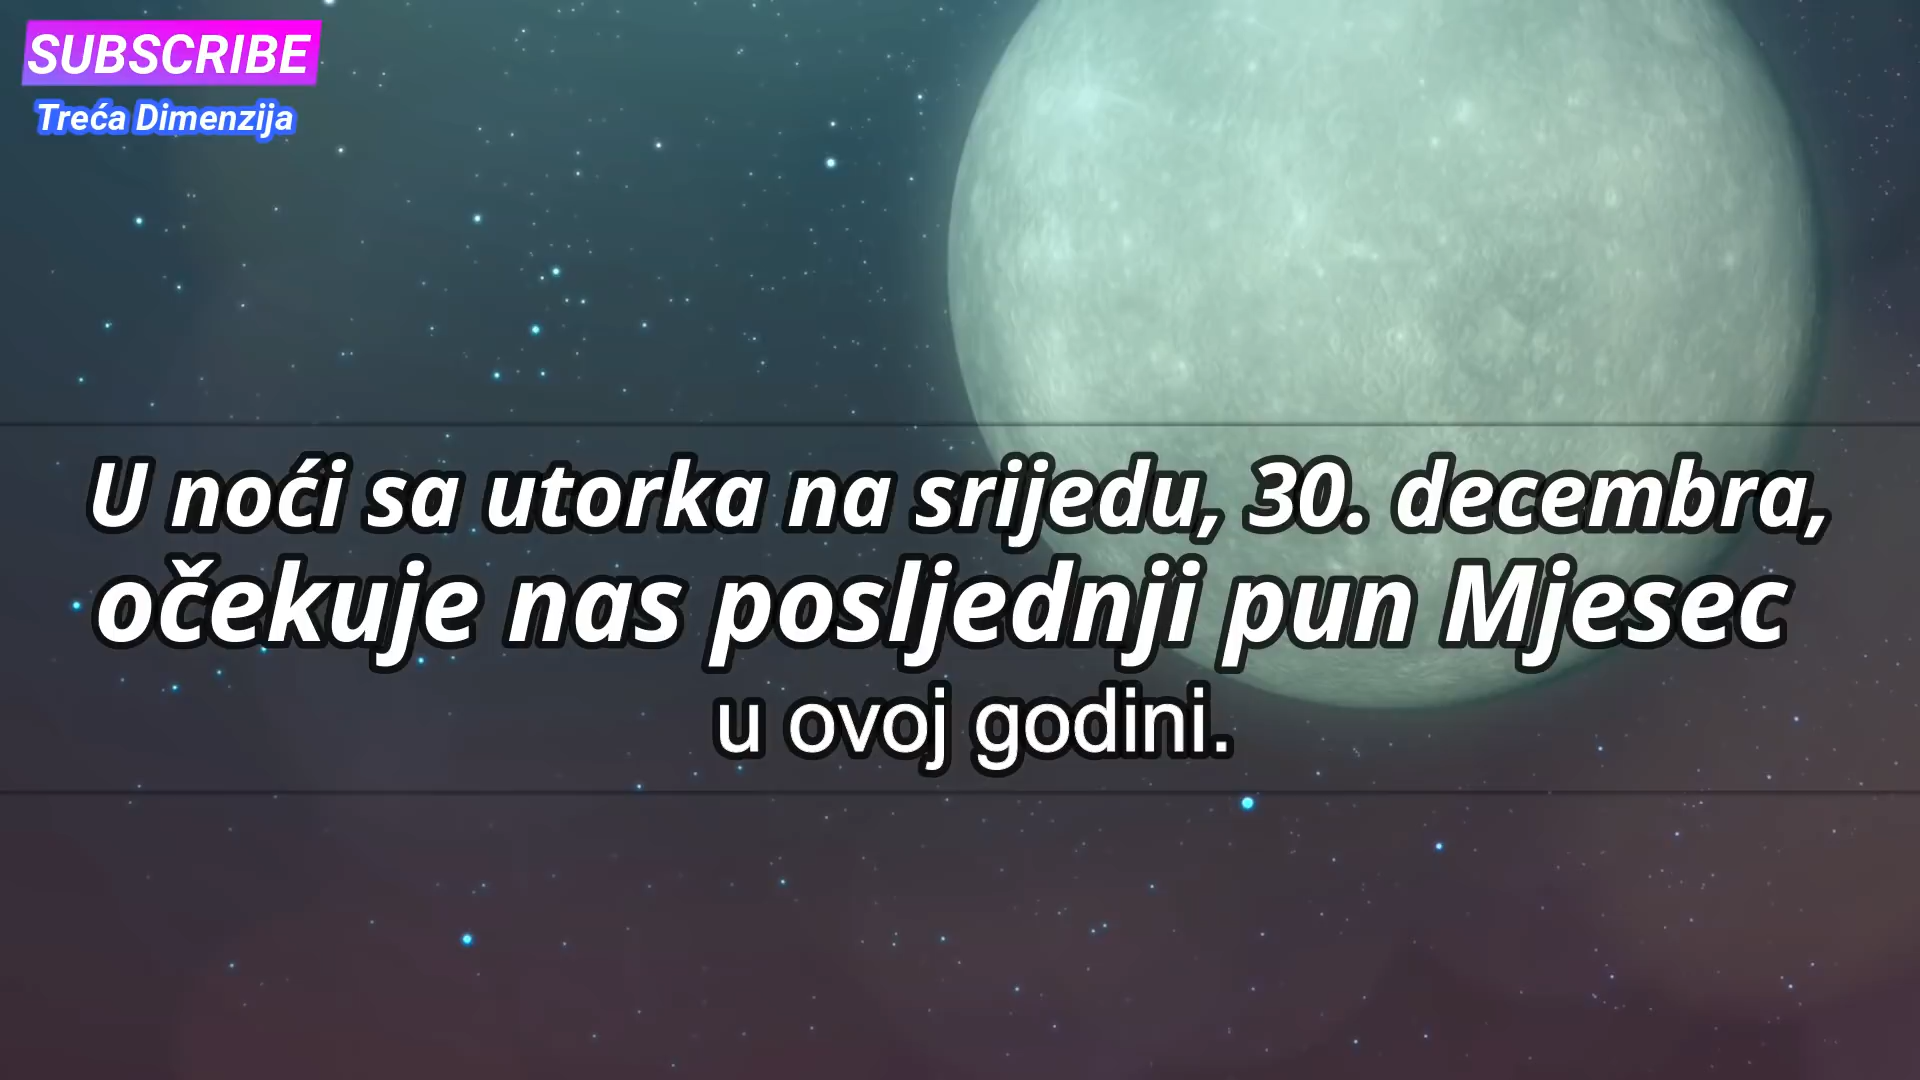 SUBSCRIBE
Treća Dimenzija
U noći sa utorka na srijedu, 30. decembra,
očekuje nas posljednji pun Mjesec
u ovoj godini.